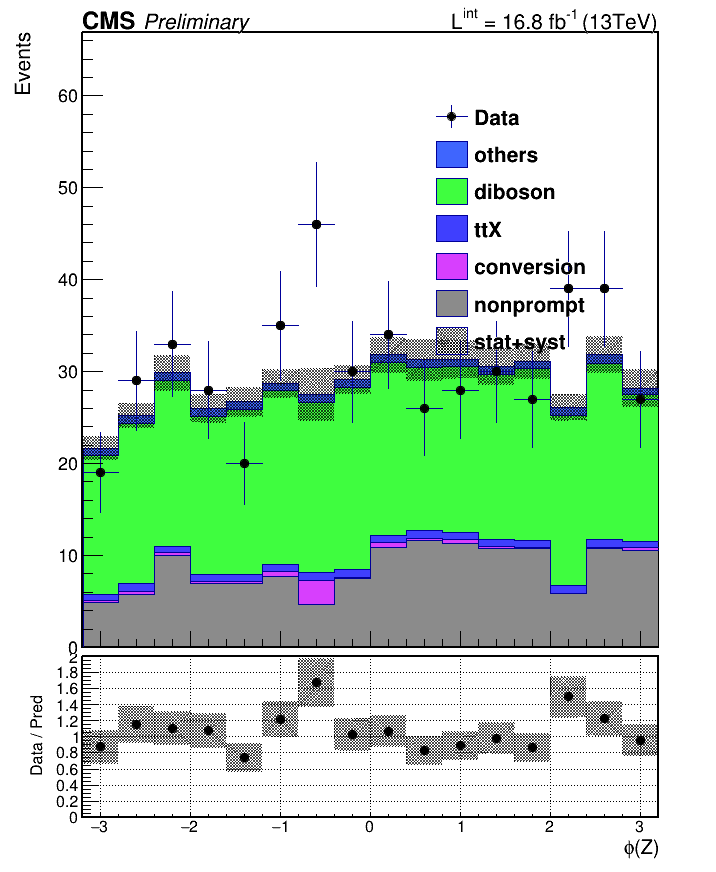 CMS Preliminary
L^int = 16.8 fb^-1 (13TeV)
Events
60
50
40
30
20
10
0
Data
others
diboson
ttX
conversion
nonprompt
stat+syst
Data / Pred
2
1.8
1.6
1.4
1.2
1
0.8
0.6
0.4
0.2
0
−3
−2
−1
0
1
2
3
ϕ(Z)